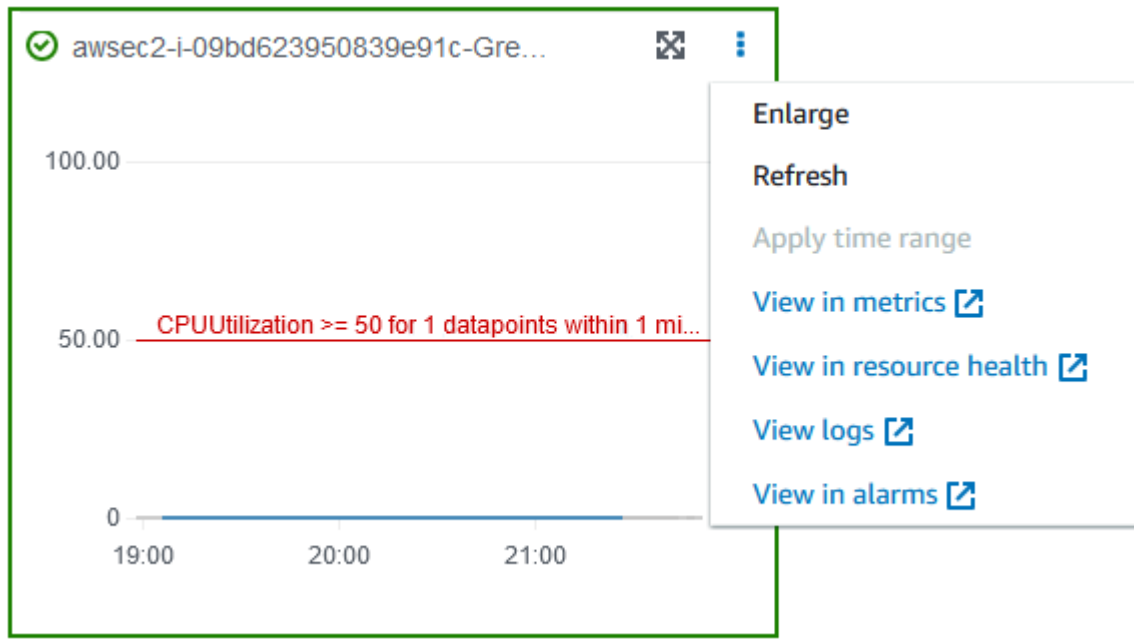 awsec2-i-09bd623950839e91c-Gre...
100.00
CPUUtilization >= 50 for 1 datapoints within 1 mi...
50.00
0
19:00 20:00 21:00
Enlarge
Refresh
Apply time range
View in metrics
View in resource health
View logs
View in alarms